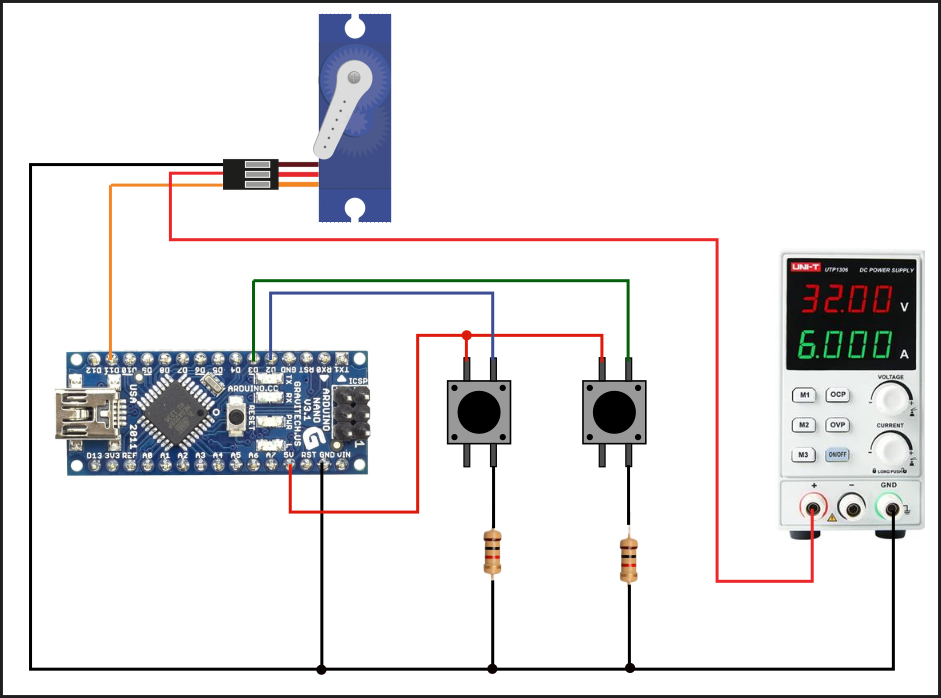 UNI-T UTP1306 DC POWER SUPPLY
32.00 V
6.000 A
VOLTAGE
M1 OCP
CURRENT
M2 OVP
M3 ON/OFF
LONG PUSH
+ − GND
D12 D11 D10 D9 D8 D7 D6 D5 D4 D3 D2 GND RST RX0 TX1
ICSP
1
TX
RX
PWR
L
ARDUINO.CC
RESET
USA
2011
GRAVITECH.US
ARDUINO
NANO
V3.1
G
D13 3V3 REF A0 A1 A2 A3 A4 A5 A6 A7 5V RST GND VIN